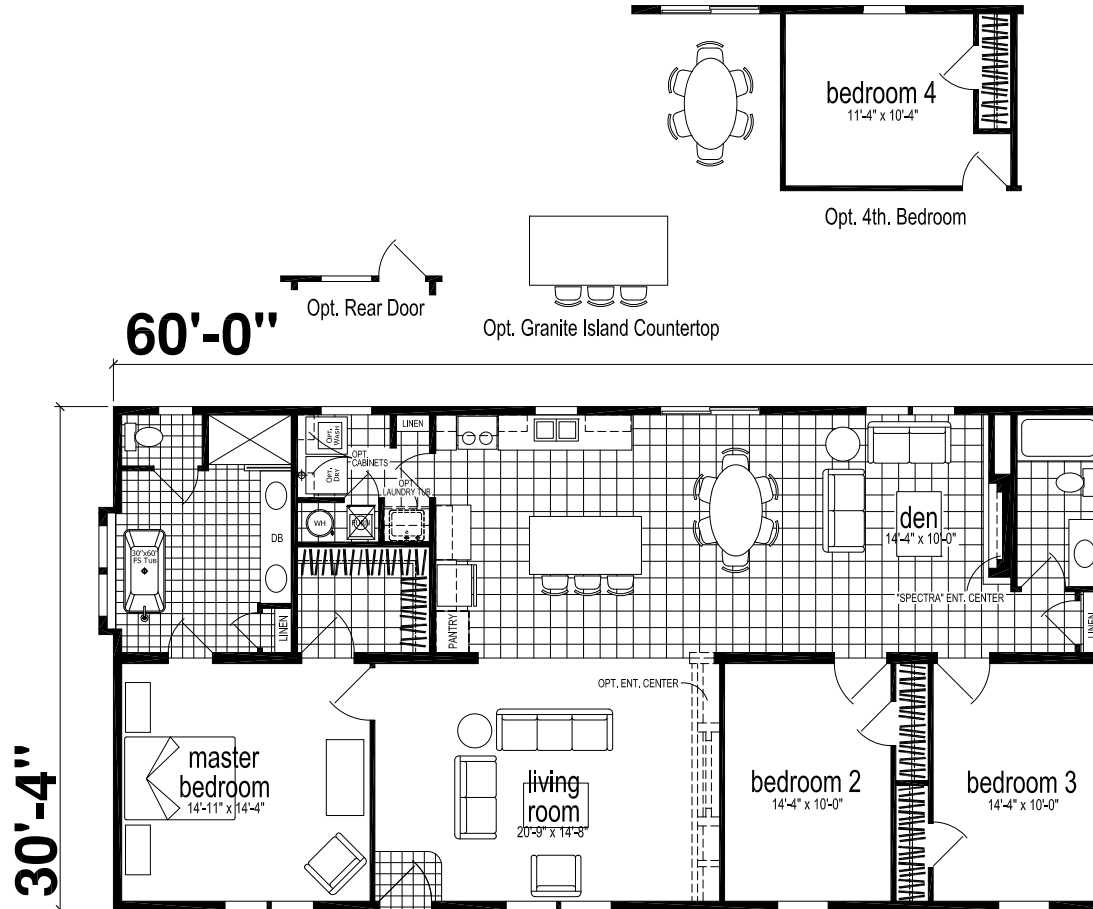 bedroom 4
11'-4" x 10'-4"
Opt. 4th. Bedroom
Opt. Rear Door
Opt. Granite Island Countertop
60'-0"
30'-4"
LINEN
OPT.
WASH
OPT.
CABINETS
OPT.
DRY
OPT.
LAUNDRY TUB
WH
FURN
DB
30"x60"
FS Tub
LINEN
PANTRY
den
14'-4" x 10'-0"
"SPECTRA" ENT. CENTER
LINEN
OPT. ENT. CENTER
master
bedroom
14'-11" x 14'-4"
living
room
20'-9" x 14'-8"
bedroom 2
14'-4" x 10'-0"
bedroom 3
14'-4" x 10'-0"